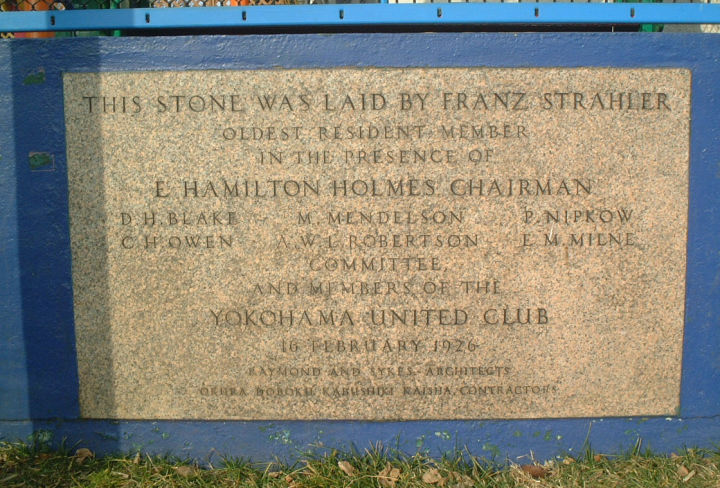 THIS STONE WAS LAID BY FRANZ STRAHLER
OLDEST RESIDENT MEMBER
IN THE PRESENCE OF
E. HAMILTON HOLMES, CHAIRMAN
D. H. BLAKE M. MENDELSON P. NIPKOW
C. H. OWEN A. W. L. ROBERTSON E. M. MILNE
COMMITTEE,
AND MEMBERS OF THE
YOKOHAMA UNITED CLUB
16 FEBRUARY 1926
RAYMOND AND SYKES - ARCHITECTS
OKURA DOBOKU KABUSHIKI KAISHA, CONTRACTORS